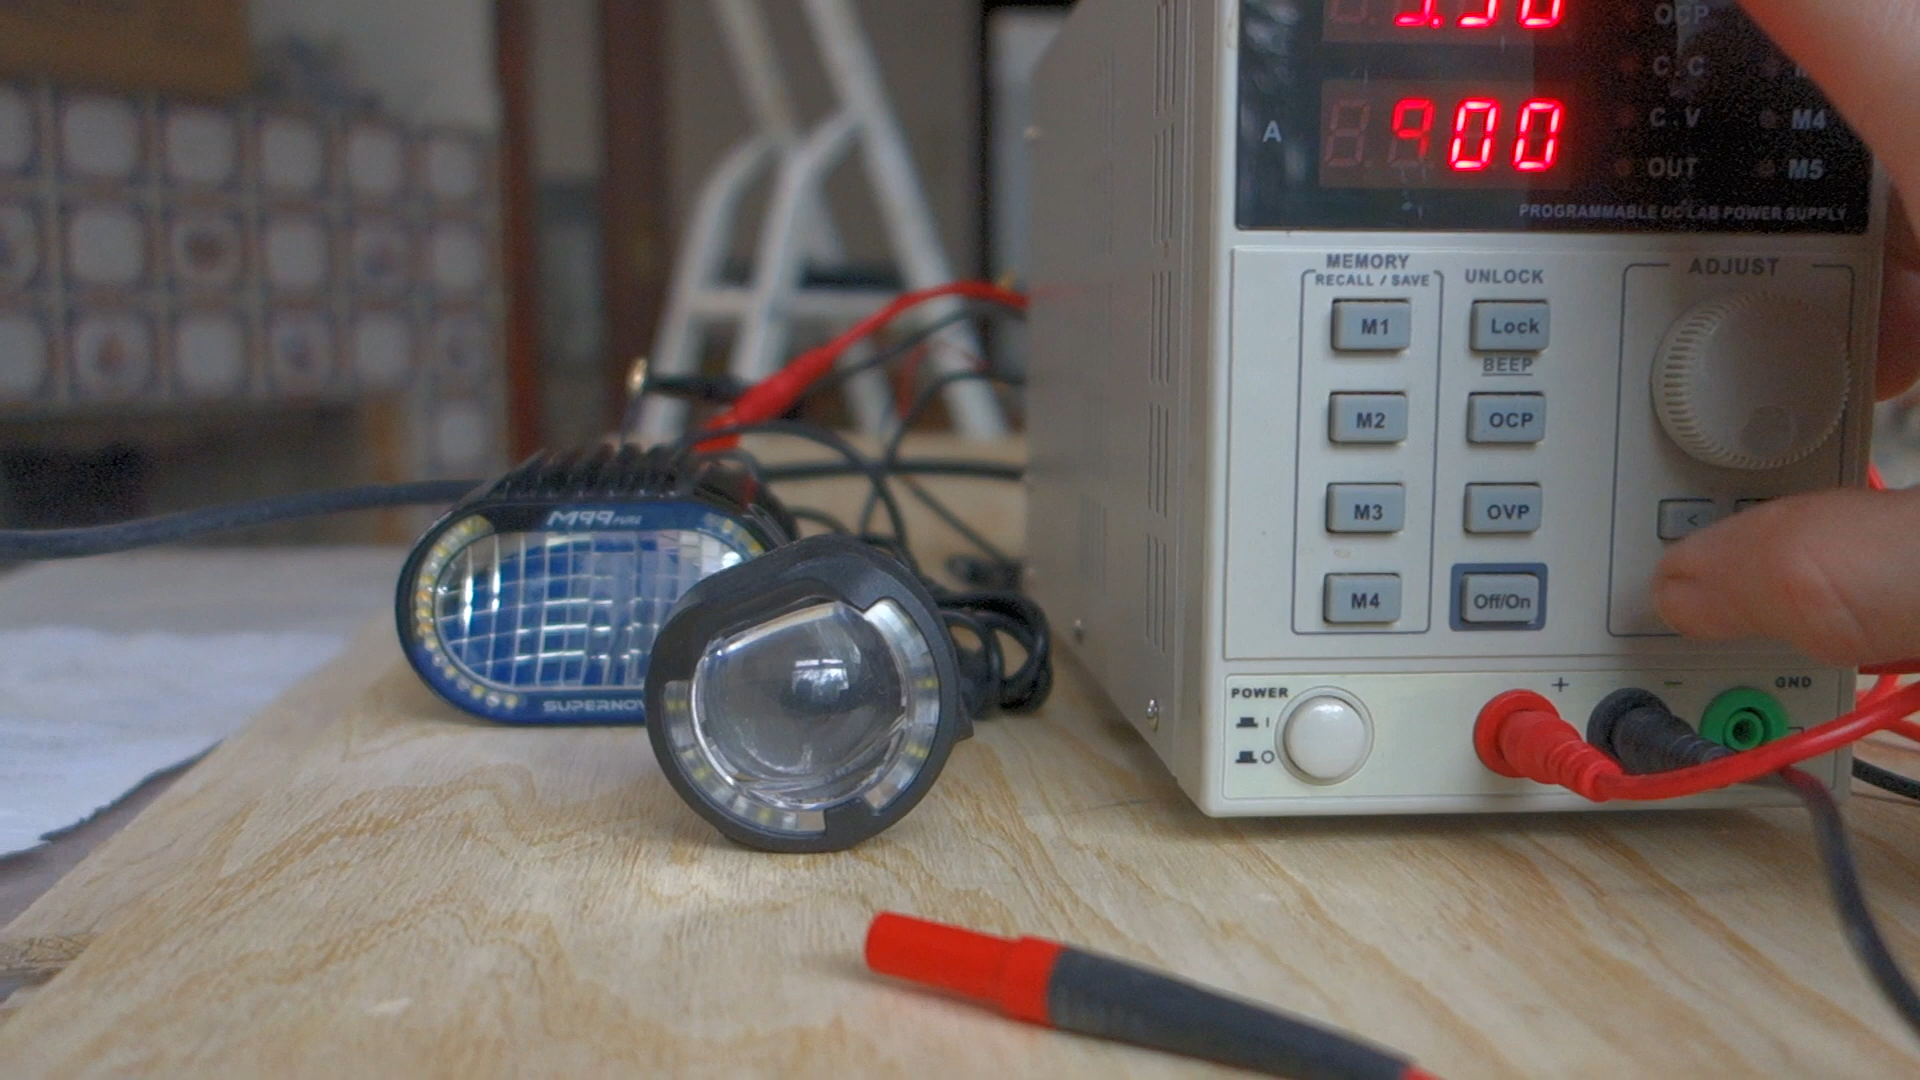 OCP
C.C
A
900
C.V
M4
OUT
M5
PROGRAMMABLE DC LAB POWER SUPPLY
MEMORY
RECALL / SAVE
UNLOCK
ADJUST
M1
Lock
BEEP
M2
OCP
M3
OVP
<
M4
Off/On
POWER
I
O
+
−
GND
M99 PURE
SUPERNOV